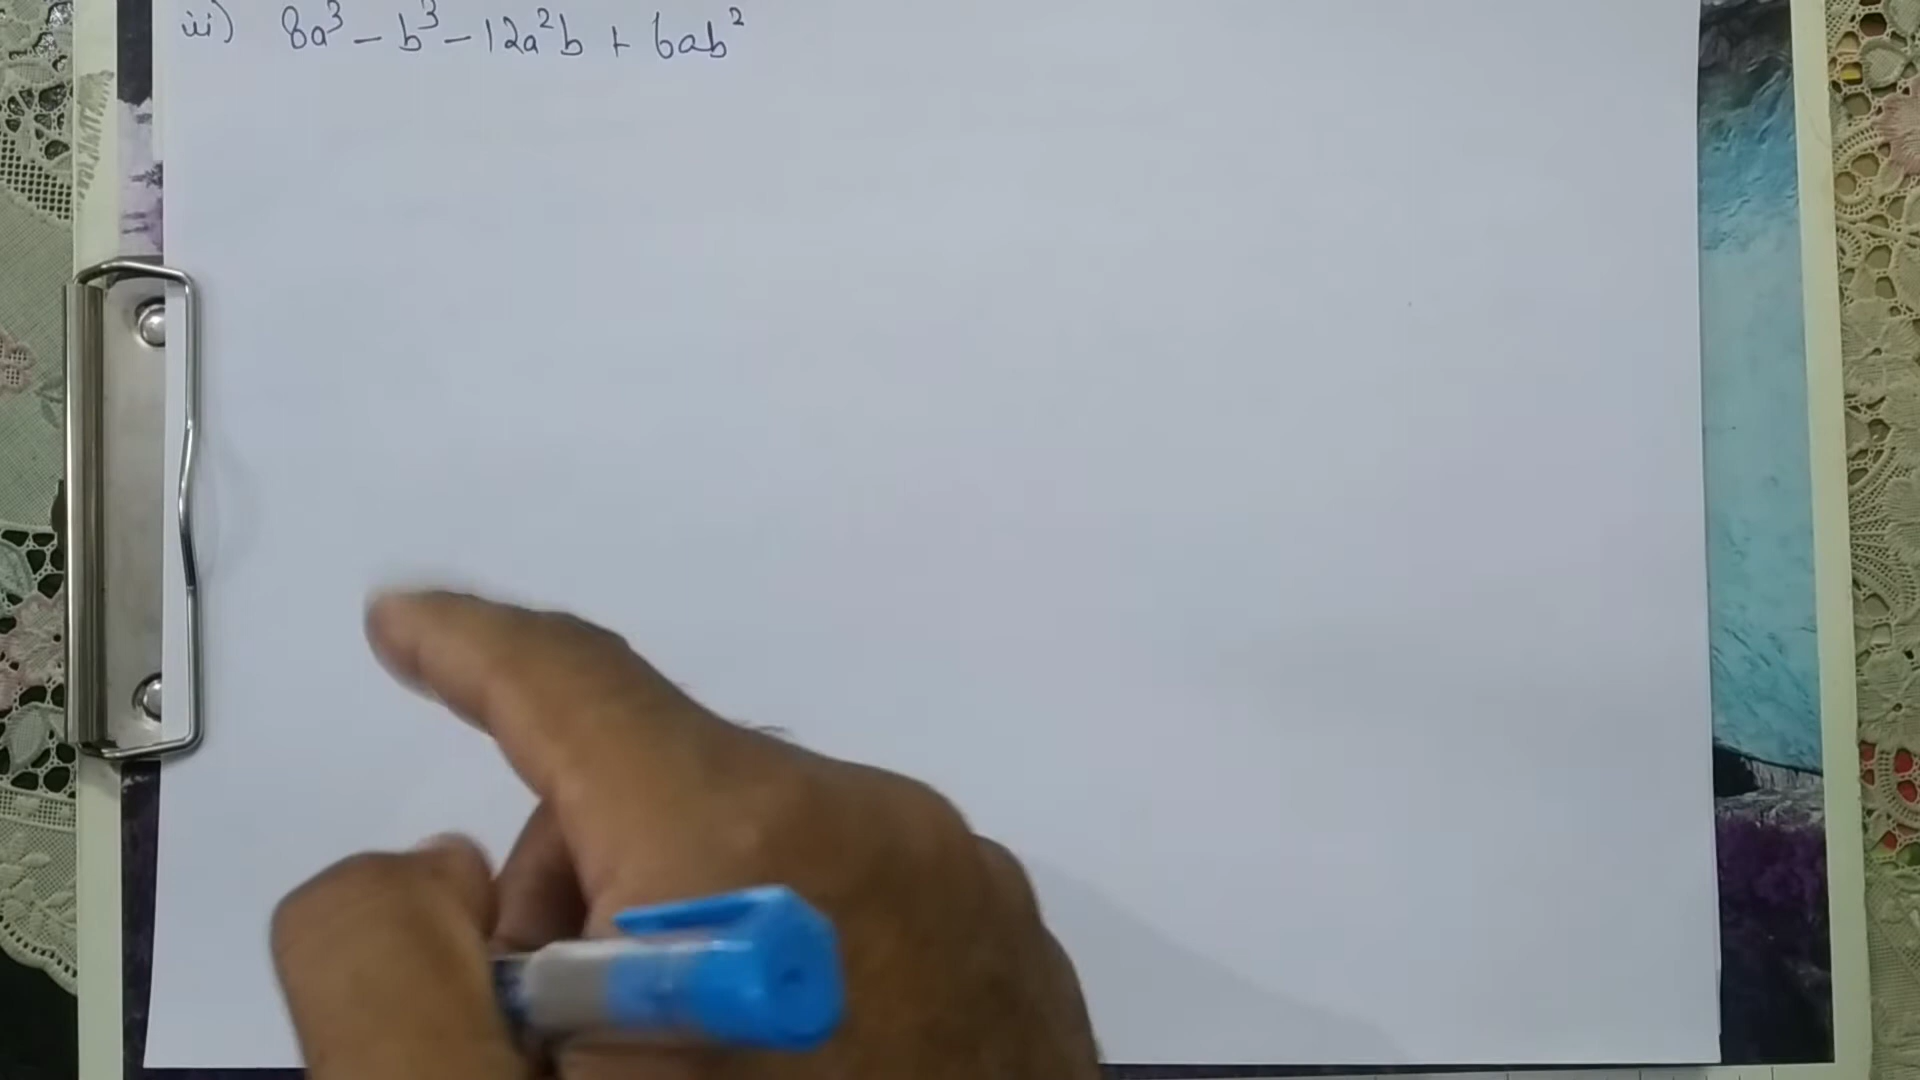 iii) 8a³ - b³ - 12a²b + 6ab²